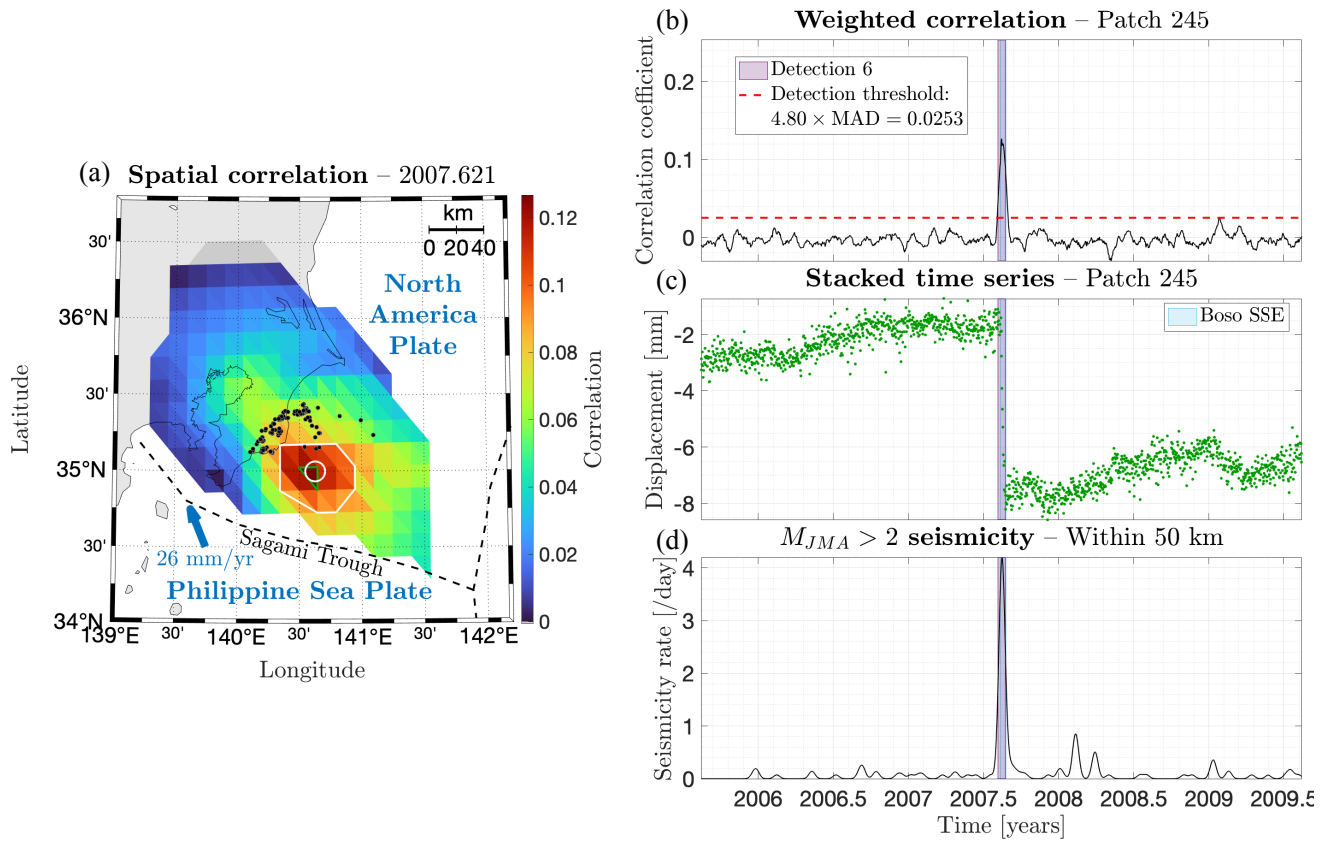 (a) Spatial correlation – 2007.621
km
0 20 40
North
America
Plate
26 mm/yr
Sagami Trough
Philippine Sea Plate
30'
36°N
30'
35°N
30'
34°N
139°E
30'
140°E
30'
141°E
30'
142°E
Latitude
Longitude
0.12
0.1
0.08
0.06
0.04
0.02
0
Correlation
(b) Weighted correlation – Patch 245
Detection 6
Detection threshold:
4.80 × MAD = 0.0253
0.2
0.1
0
Correlation coefficient
(c) Stacked time series – Patch 245
Boso SSE
-2
-4
-6
-8
Displacement [mm]
(d) M_JMA > 2 seismicity – Within 50 km
4
3
2
1
0
Seismicity rate [/day]
2006
2006.5
2007
2007.5
2008
2008.5
2009
2009.5
Time [years]